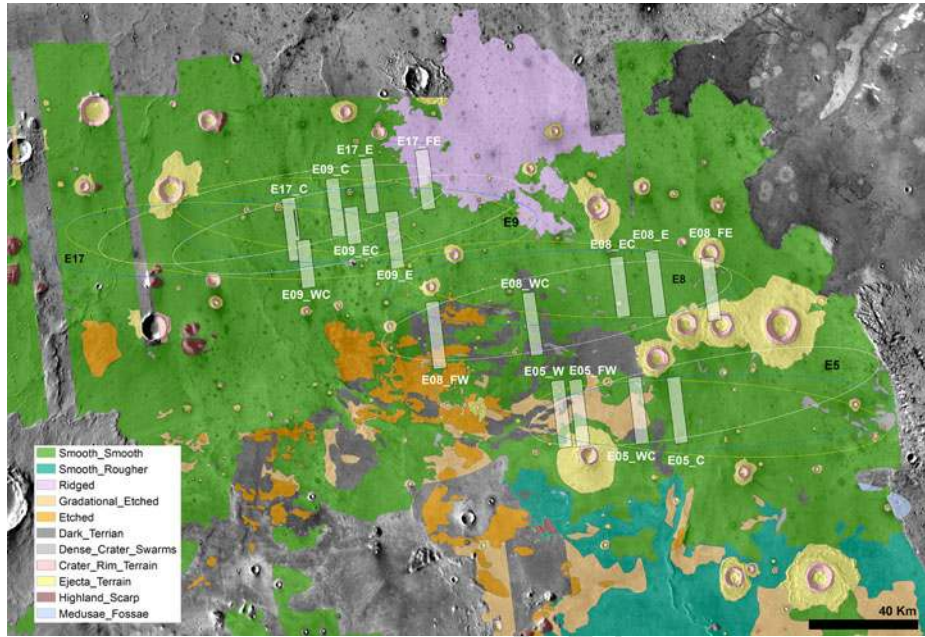 E17_FE
E17_E
E09_C
E17_C
E9
E08_E
E08_FE
E08_EC
E17
E09_EC
E09_E
E8
E09_WC
E08_WC
E5
E05_W
E05_FW
E08_FW
E05_WC
E05_C
Smooth_Smooth
Smooth_Rougher
Ridged
Gradational_Etched
Etched
Dark_Terrian
Dense_Crater_Swarms
Crater_Rim_Terrain
Ejecta_Terrain
Highland_Scarp
Medusae_Fossae
40 Km